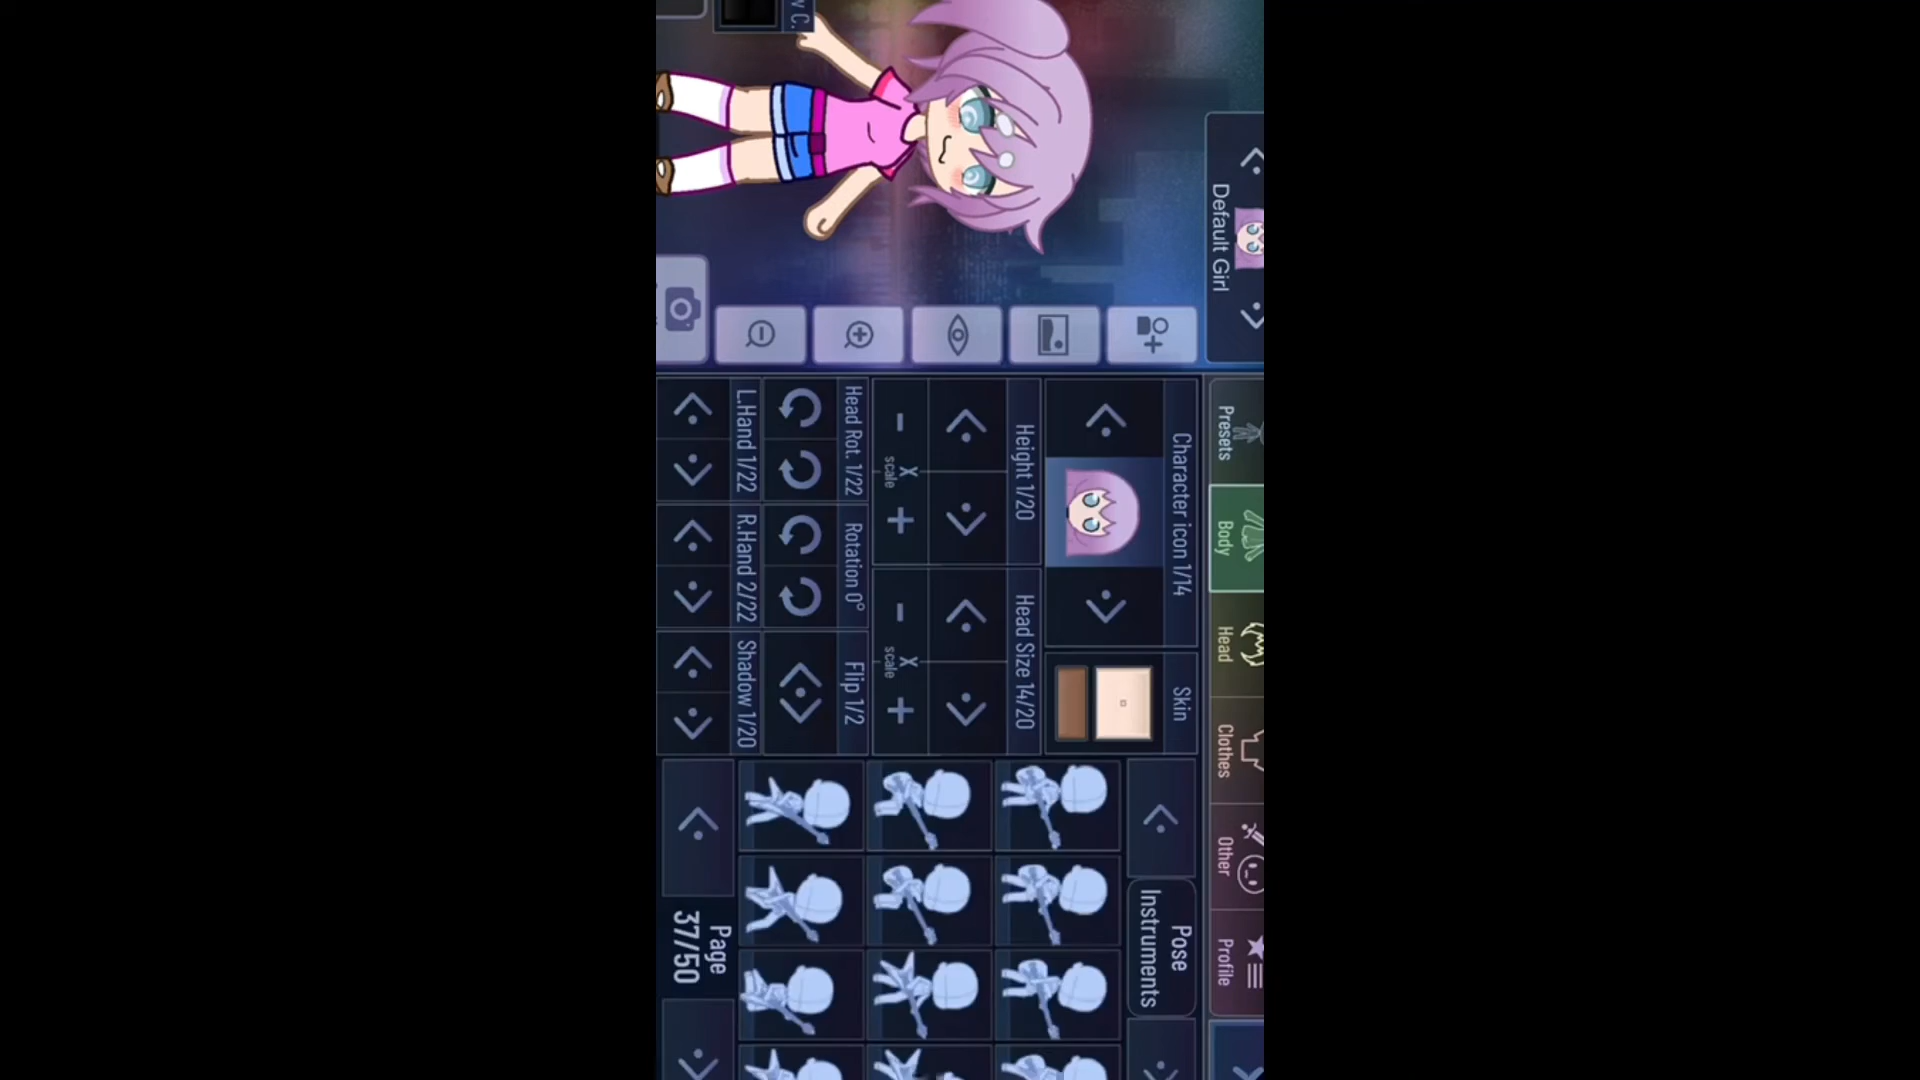 Default Girl
Presets
Body
Head
Clothes
Other
Profile
Character icon 1/14
Skin
Height 1/20
Head Size 14/20
X
scale
X
scale
Head Rot. 1/22
Rotation 0°
Flip 1/2
L.Hand 1/22
R.Hand 2/22
Shadow 1/20
Pose
Instruments
Page
37/50